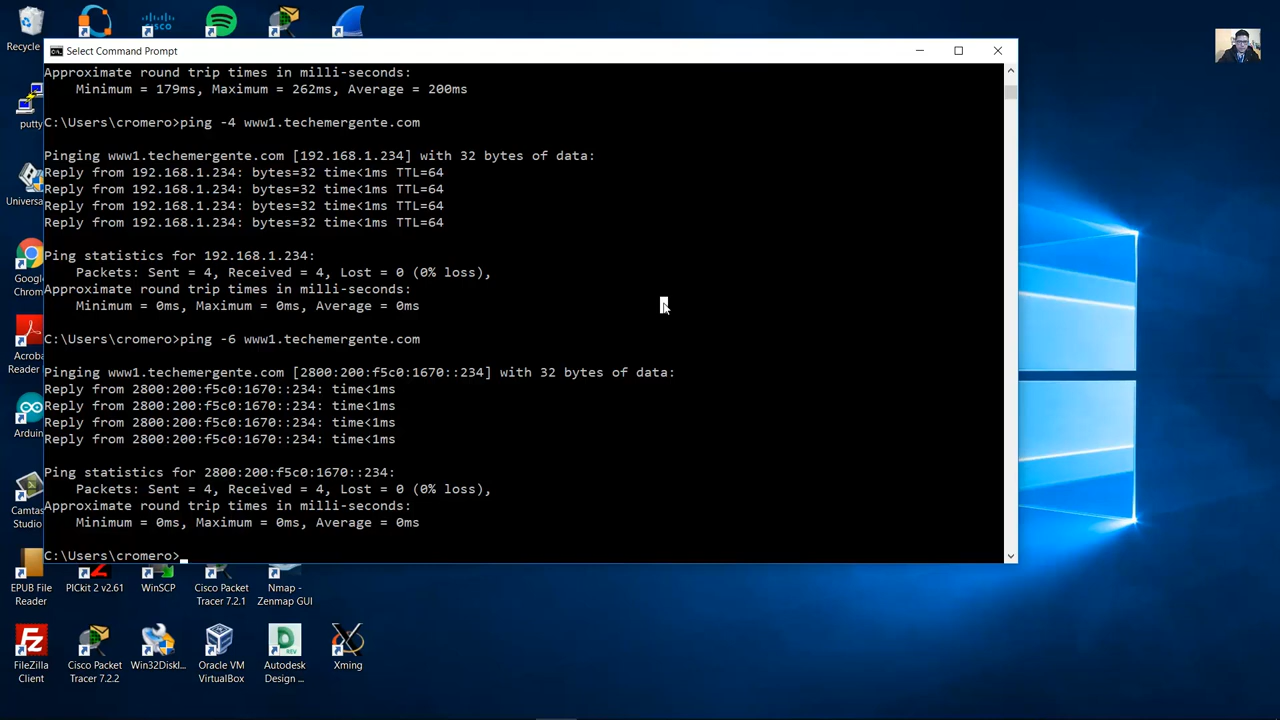 Recycle
Select Command Prompt
Approximate round trip times in milli-seconds:
Minimum = 179ms, Maximum = 262ms, Average = 200ms
C:\Users\cromero>ping -4 www1.techemergente.com
Pinging www1.techemergente.com [192.168.1.234] with 32 bytes of data:
Reply from 192.168.1.234: bytes=32 time<1ms TTL=64
Reply from 192.168.1.234: bytes=32 time<1ms TTL=64
Reply from 192.168.1.234: bytes=32 time<1ms TTL=64
Reply from 192.168.1.234: bytes=32 time<1ms TTL=64
Ping statistics for 192.168.1.234:
Packets: Sent = 4, Received = 4, Lost = 0 (0% loss),
Approximate round trip times in milli-seconds:
Minimum = 0ms, Maximum = 0ms, Average = 0ms
C:\Users\cromero>ping -6 www1.techemergente.com
Pinging www1.techemergente.com [2800:200:f5c0:1670::234] with 32 bytes of data:
Reply from 2800:200:f5c0:1670::234: time<1ms
Reply from 2800:200:f5c0:1670::234: time<1ms
Reply from 2800:200:f5c0:1670::234: time<1ms
Reply from 2800:200:f5c0:1670::234: time<1ms
Ping statistics for 2800:200:f5c0:1670::234:
Packets: Sent = 4, Received = 4, Lost = 0 (0% loss),
Approximate round trip times in milli-seconds:
Minimum = 0ms, Maximum = 0ms, Average = 0ms
C:\Users\cromero>
CISCO
putty
Universa
Google
Chrom
Acroba
Reader
Arduin
Camtas
Studio
EPUB File
Reader
PICkit 2 v2.61
WinSCP
Cisco Packet
Tracer 7.2.1
Nmap -
Zenmap GUI
FileZilla
Client
Cisco Packet
Tracer 7.2.2
Win32DiskI...
Oracle VM
VirtualBox
Autodesk
Design ...
Xming